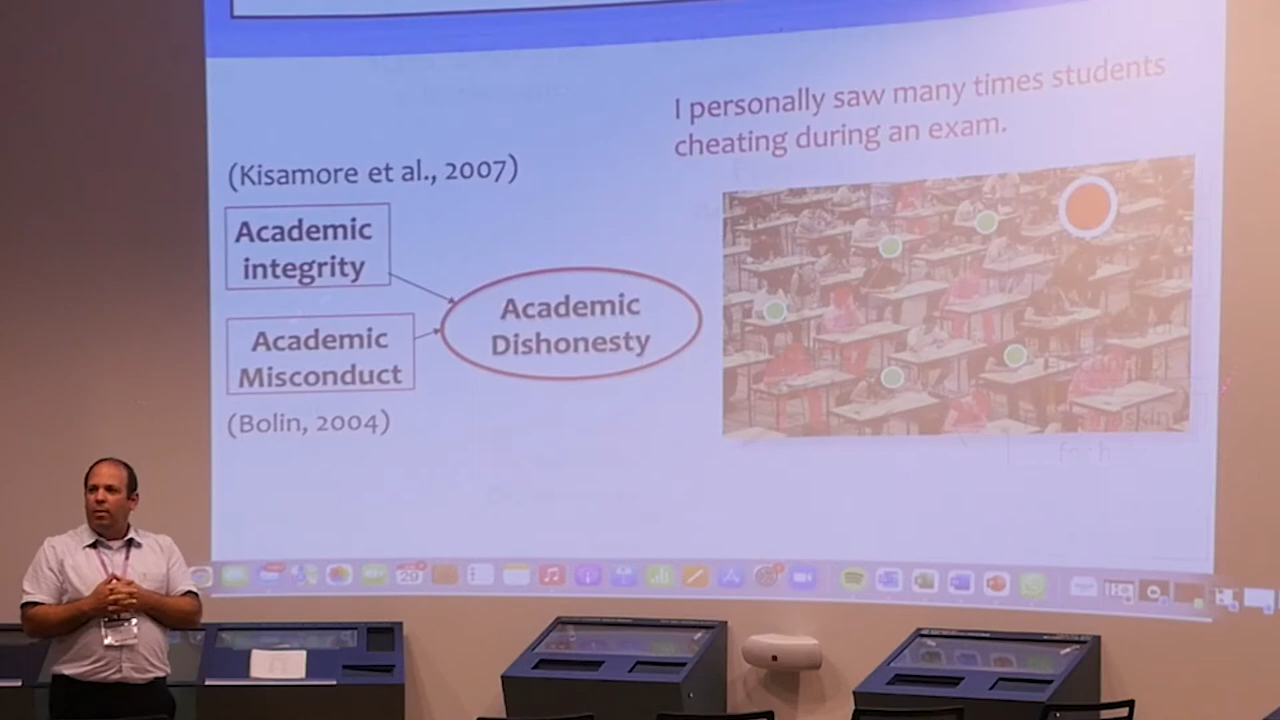 I personally saw many times students
cheating during an exam.
(Kisamore et al., 2007)
Academic
integrity
Academic
Misconduct
(Bolin, 2004)
Academic
Dishonesty
29